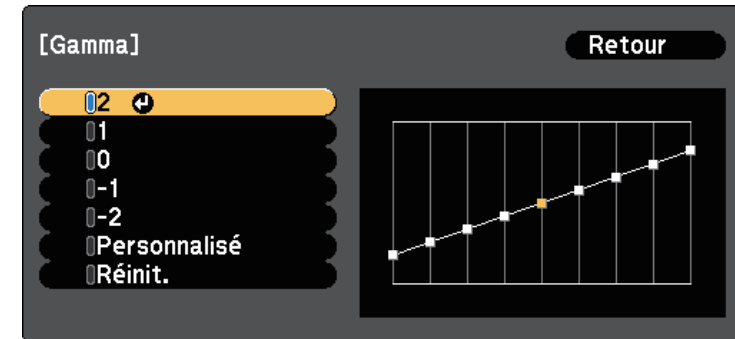 [Gamma]
Retour
2
1
0
-1
-2
Personnalisé
Réinit.